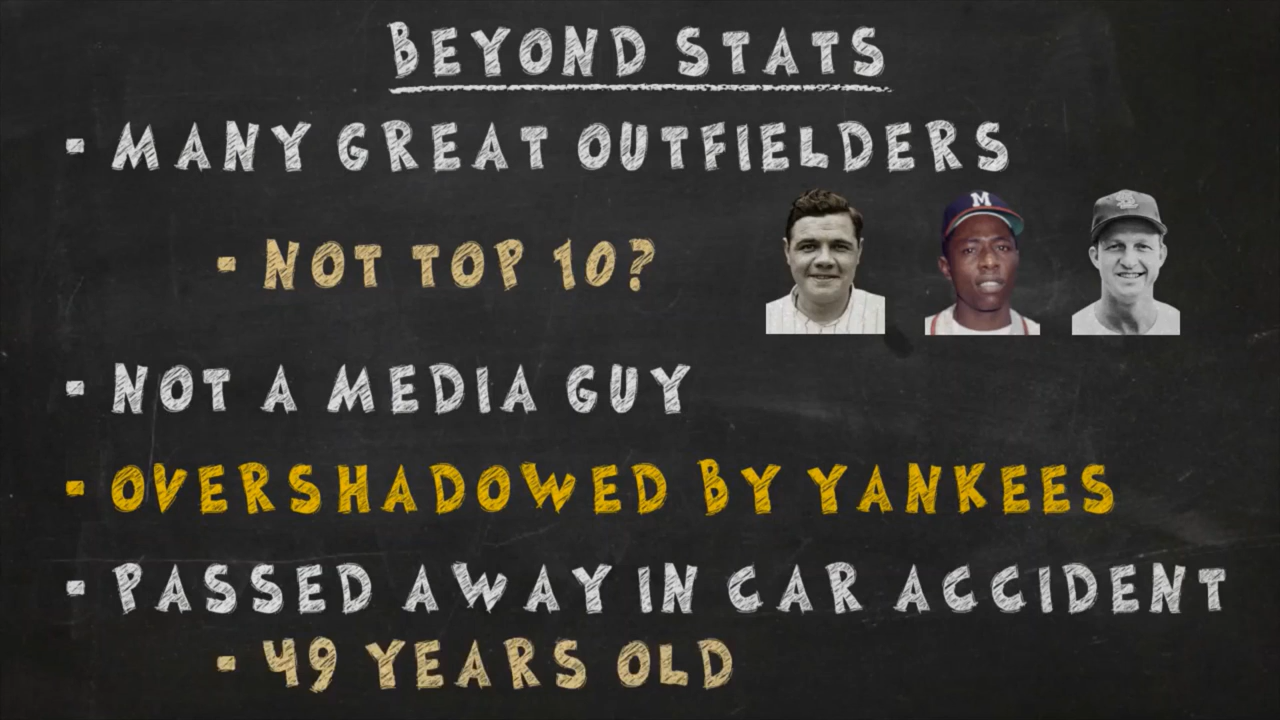 BEYOND STATS
▪ MANY GREAT OUTFIELDERS
M
▪ NOT TOP 10?
▪ NOT A MEDIA GUY
▪ OVERSHADOWED BY YANKEES
▪ PASSED AWAY IN CAR ACCIDENT
▪ 49 YEARS OLD